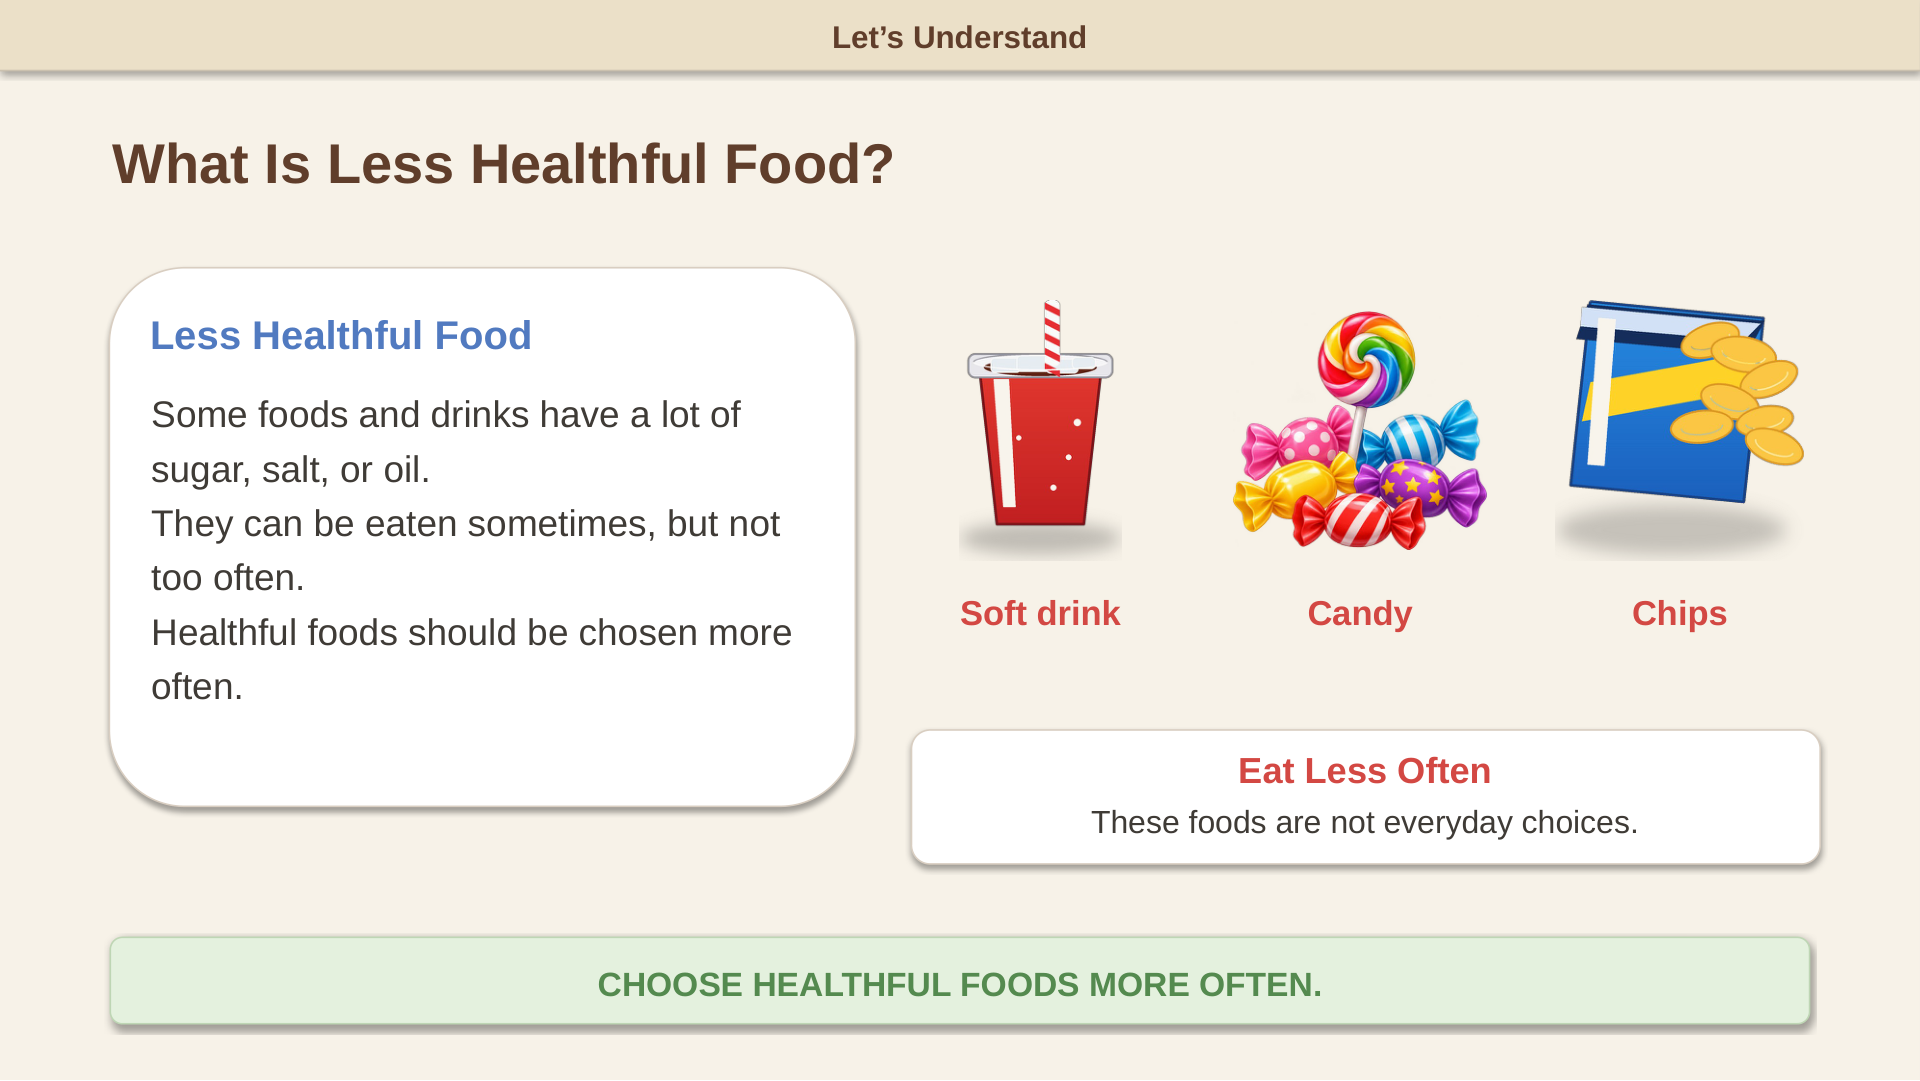 Let’s Understand
What Is Less Healthful Food?
Less Healthful Food
Some foods and drinks have a lot of
sugar, salt, or oil.
They can be eaten sometimes, but not
too often.
Healthful foods should be chosen more
often.
Soft drink
Candy
Chips
Eat Less Often
These foods are not everyday choices.
CHOOSE HEALTHFUL FOODS MORE OFTEN.